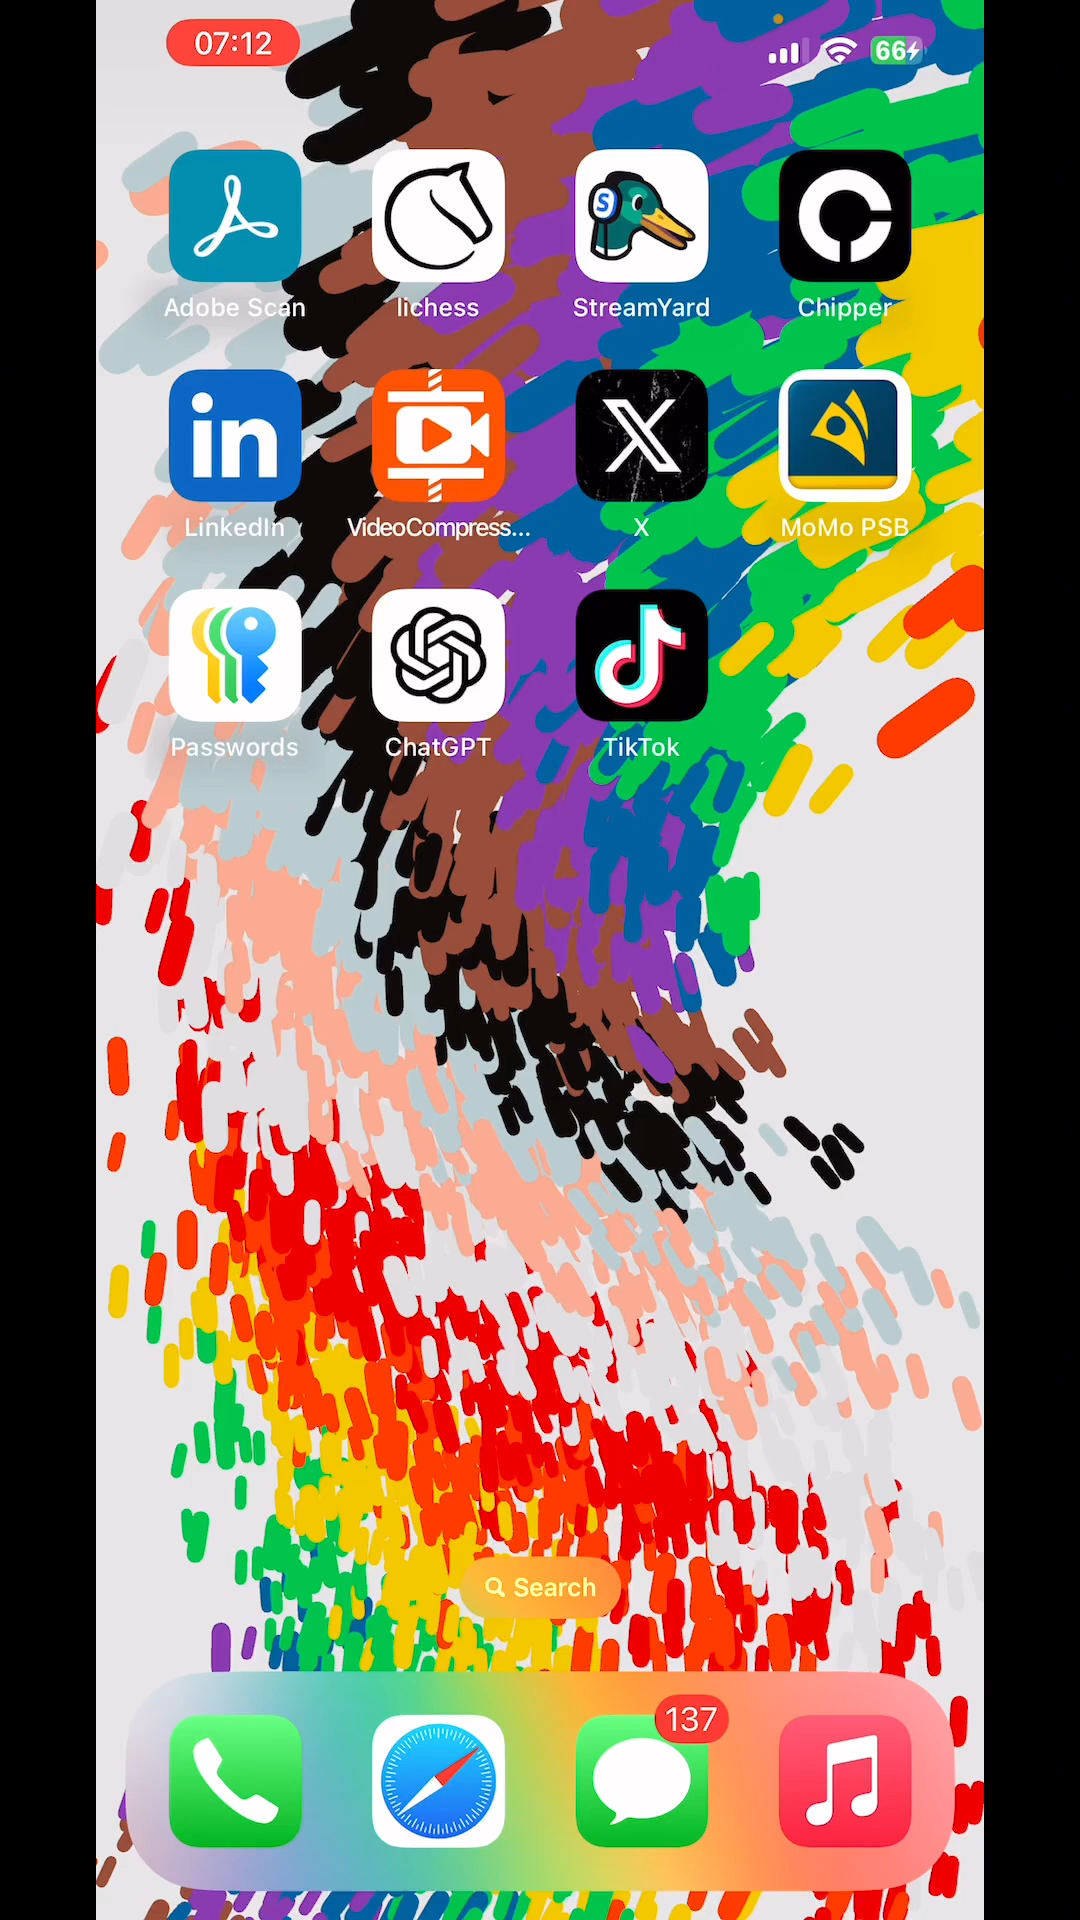 07:12
66
Adobe Scan
lichess
StreamYard
Chipper
LinkedIn
VideoCompress...
X
MoMo PSB
Passwords
ChatGPT
TikTok
Search
137